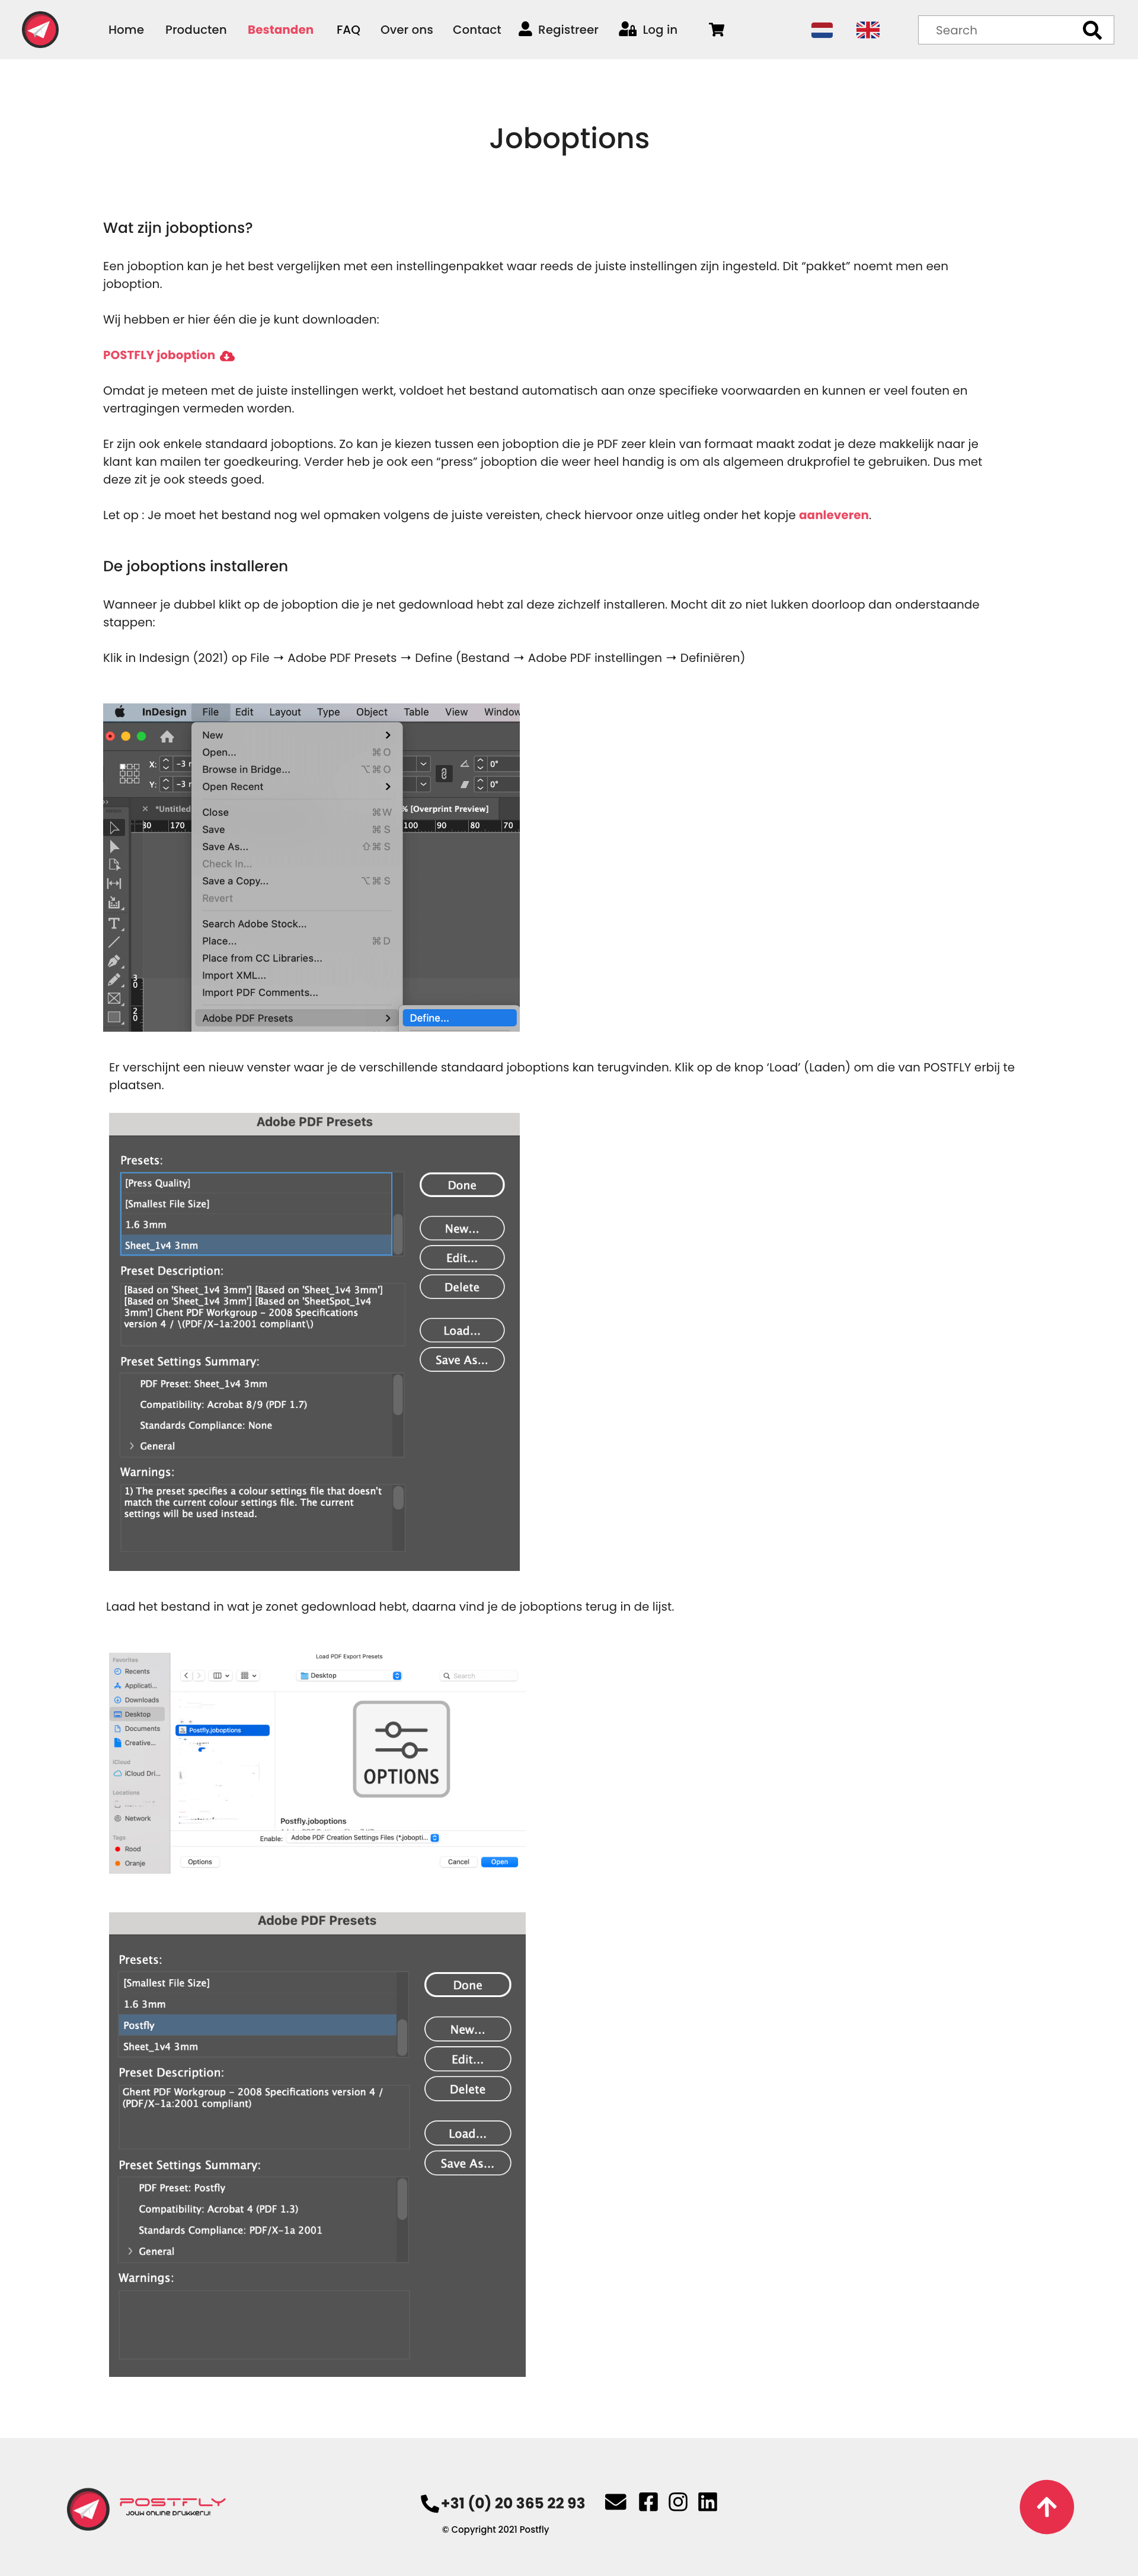 Home Producten Bestanden FAQ Over ons Contact Registreer Log in Search
Joboptions
Wat zijn joboptions?
Een joboption kan je het best vergelijken met een instellingenpakket waar reeds de juiste instellingen zijn ingesteld. Dit “pakket” noemt men een
joboption.
Wij hebben er hier één die je kunt downloaden:
POSTFLY joboption
Omdat je meteen met de juiste instellingen werkt, voldoet het bestand automatisch aan onze specifieke voorwaarden en kunnen er veel fouten en
vertragingen vermeden worden.
Er zijn ook enkele standaard joboptions. Zo kan je kiezen tussen een joboption die je PDF zeer klein van formaat maakt zodat je deze makkelijk naar je
klant kan mailen ter goedkeuring. Verder heb je ook een “press” joboption die weer heel handig is om als algemeen drukprofiel te gebruiken. Dus met
deze zit je ook steeds goed.
Let op : Je moet het bestand nog wel opmaken volgens de juiste vereisten, check hiervoor onze uitleg onder het kopje aanleveren.
De joboptions installeren
Wanneer je dubbel klikt op de joboption die je net gedownload hebt zal deze zichzelf installeren. Mocht dit zo niet lukken doorloop dan onderstaande
stappen:
Klik in Indesign (2021) op File → Adobe PDF Presets → Define (Bestand → Adobe PDF instellingen → Definiëren)
InDesign File Edit Layout Type Object Table View Window
New
Open... ⌘O
Browse in Bridge... ⌥⌘O
Open Recent
Close ⌘W
Save ⌘S
Save As... ⇧⌘S
Check In...
Save a Copy... ⌥⌘S
Revert
Search Adobe Stock...
Place... ⌘D
Place from CC Libraries...
Import XML...
Import PDF Comments...
Adobe PDF Presets
Define...
X: -3 0°
Y: -3 0°
*Untitled % [Overprint Preview]
80 170 100 90 80 70
30
20
Er verschijnt een nieuw venster waar je de verschillende standaard joboptions kan terugvinden. Klik op de knop ‘Load’ (Laden) om die van POSTFLY erbij te
plaatsen.
Adobe PDF Presets
Presets:
[Press Quality]
[Smallest File Size]
1.6 3mm
Sheet_1v4 3mm
Done
New...
Edit...
Delete
Load...
Save As...
Preset Description:
[Based on 'Sheet_1v4 3mm'] [Based on 'Sheet_1v4 3mm']
[Based on 'Sheet_1v4 3mm'] [Based on 'SheetSpot_1v4
3mm'] Ghent PDF Workgroup - 2008 Specifications
version 4 / \(PDF/X-1a:2001 compliant\)
Preset Settings Summary:
PDF Preset: Sheet_1v4 3mm
Compatibility: Acrobat 8/9 (PDF 1.7)
Standards Compliance: None
General
Warnings:
1) The preset specifies a colour settings file that doesn't
match the current colour settings file. The current
settings will be used instead.
Laad het bestand in wat je zonet gedownload hebt, daarna vind je de joboptions terug in de lijst.
Load PDF Export Presets
Favorites
Recents
Applicati...
Downloads
Desktop
Documents
Creative...
iCloud
iCloud Dri...
Locations
Network
Tags
Rood
Oranje
Desktop
Search
Postfly.joboptions
OPTIONS
Postfly.joboptions
Enable: Adobe PDF Creation Settings Files (*.jobopti...
Options Cancel Open
Adobe PDF Presets
Presets:
[Smallest File Size]
1.6 3mm
Postfly
Sheet_1v4 3mm
Done
New...
Edit...
Delete
Load...
Save As...
Preset Description:
Ghent PDF Workgroup - 2008 Specifications version 4 /
(PDF/X-1a:2001 compliant)
Preset Settings Summary:
PDF Preset: Postfly
Compatibility: Acrobat 4 (PDF 1.3)
Standards Compliance: PDF/X-1a 2001
General
Warnings:
POSTFLY
Jouw online drukkerij!
+31 (0) 20 365 22 93
© Copyright 2021 Postfly